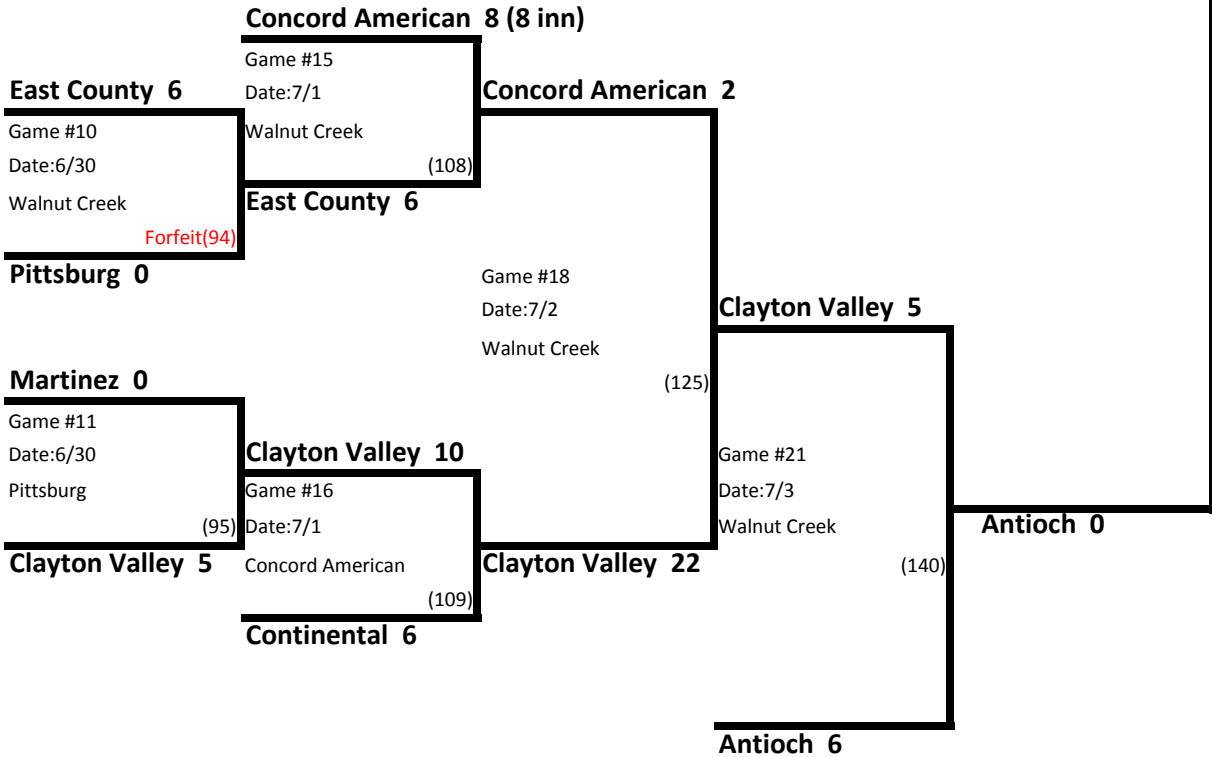 Concord American 8 (8 inn)
Game #15
East County 6
Date:7/1
Concord American 2
Game #10
Walnut Creek
Date:6/30
(108)
Walnut Creek
East County 6
Forfeit(94)
Pittsburg 0
Game #18
Date:7/2
Clayton Valley 5
Walnut Creek
Martinez 0
(125)
Game #11
Date:6/30
Clayton Valley 10
Game #21
Pittsburg
Game #16
Date:7/3
(95)
Date:7/1
Walnut Creek
Antioch 0
Clayton Valley 5
Concord American
Clayton Valley 22
(140)
(109)
Continental 6
Antioch 6